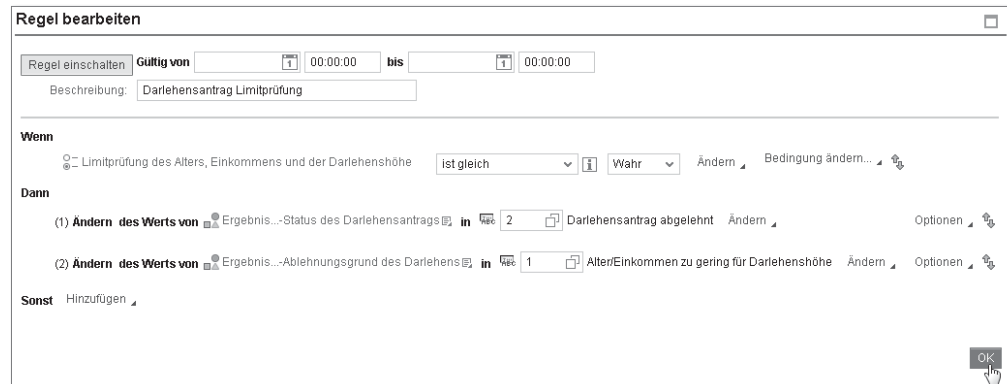 Regel bearbeiten
Regel einschalten Gültig von 00:00:00 bis 00:00:00
Beschreibung: Darlehensantrag Limitprüfung
Wenn
Limitprüfung des Alters, Einkommens und der Darlehenshöhe ist gleich Wahr Ändern Bedingung ändern...
Dann
(1) Ändern des Werts von Ergebnis...-Status des Darlehensantrags in ABC 2 Darlehensantrag abgelehnt Ändern Optionen
(2) Ändern des Werts von Ergebnis...-Ablehnungsgrund des Darlehens in ABC 1 Alter/Einkommen zu gering für Darlehenshöhe Ändern Optionen
Sonst Hinzufügen
OK